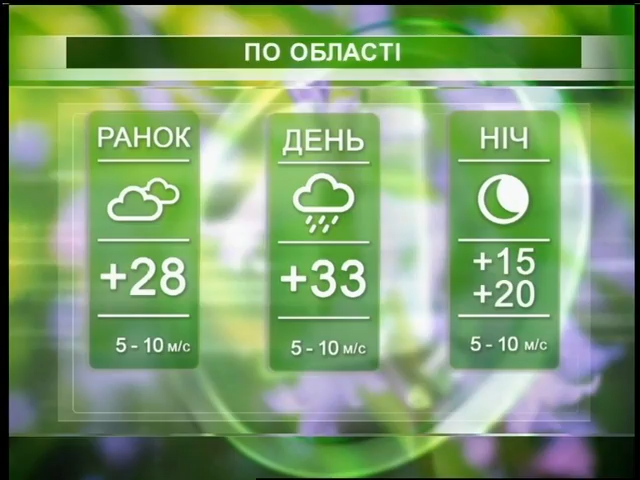 ПО ОБЛАСТІ
РАНОК
+28
5 - 10 м/с
ДЕНЬ
+33
5 - 10 м/с
НІЧ
+15
+20
5 - 10 м/с